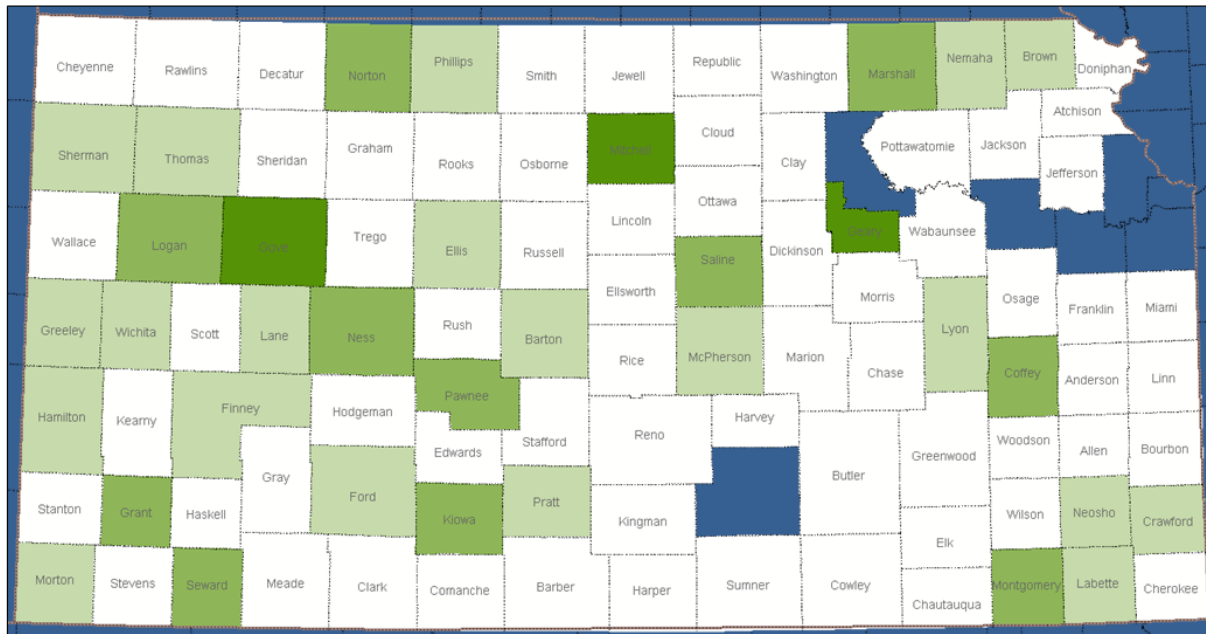 Cheyenne
Rawlins
Decatur
Norton
Phillips
Smith
Jewell
Republic
Washington
Marshall
Nemaha
Brown
Doniphan
Sherman
Thomas
Sheridan
Graham
Rooks
Osborne
Mitchell
Cloud
Clay
Pottawatomie
Jackson
Atchison
Jefferson
Wallace
Logan
Gove
Trego
Ellis
Russell
Lincoln
Ottawa
Saline
Dickinson
Geary
Wabaunsee
Greeley
Wichita
Scott
Lane
Ness
Rush
Barton
Ellsworth
Rice
McPherson
Marion
Morris
Chase
Lyon
Osage
Franklin
Miami
Hamilton
Kearny
Finney
Hodgeman
Pawnee
Edwards
Stafford
Reno
Harvey
Butler
Greenwood
Coffey
Anderson
Linn
Woodson
Allen
Bourbon
Stanton
Grant
Haskell
Gray
Ford
Kiowa
Pratt
Kingman
Elk
Wilson
Neosho
Crawford
Morton
Stevens
Seward
Meade
Clark
Comanche
Barber
Harper
Sumner
Cowley
Chautauqua
Montgomery
Labette
Cherokee